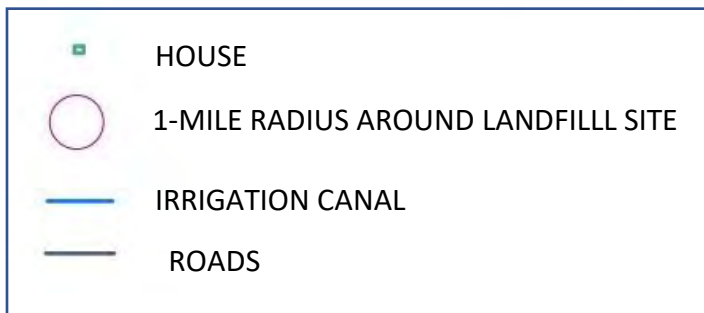 HOUSE
1-MILE RADIUS AROUND LANDFILLL SITE
IRRIGATION CANAL
ROADS